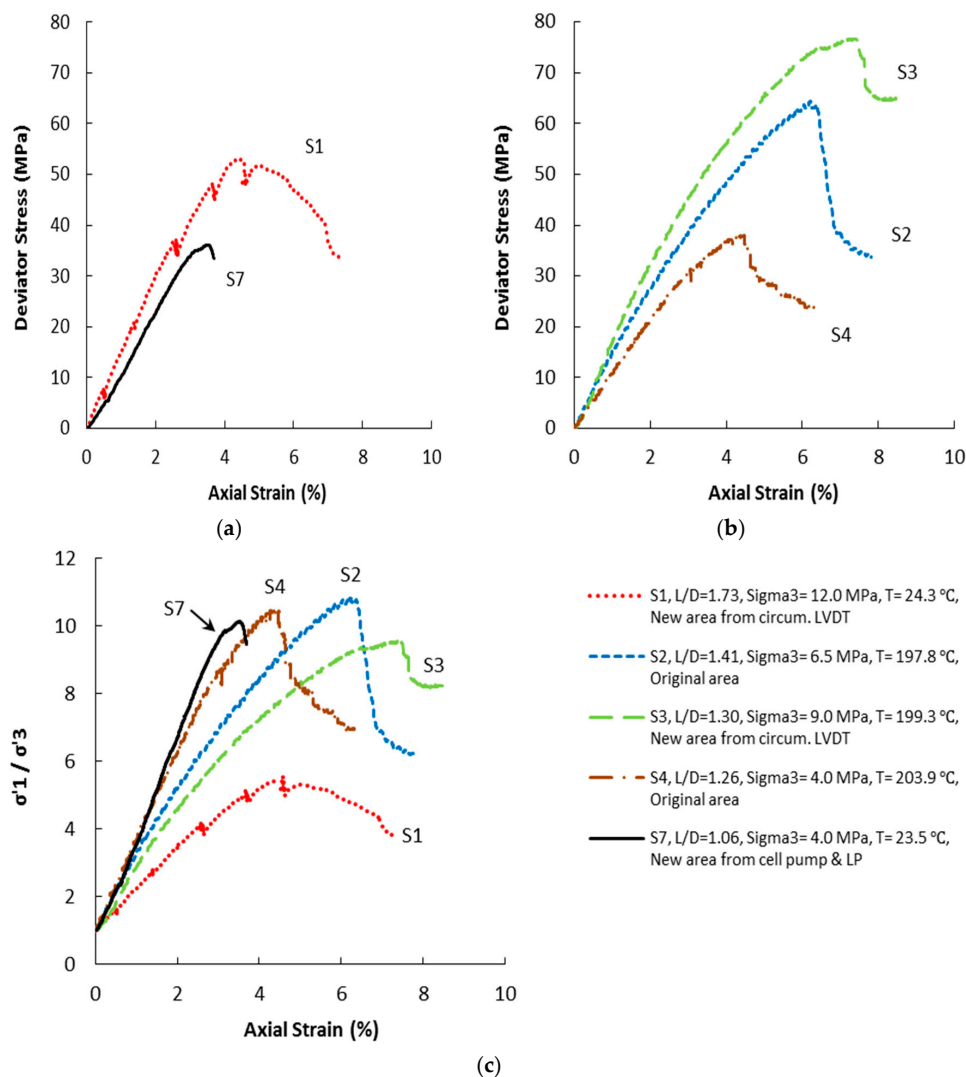 (a)
(b)
80
70
60
50
40
30
20
10
0
Deviator Stress (MPa)
S1
S7
0 2 4 6 8 10
Axial Strain (%)
80
70
60
50
40
30
20
10
0
Deviator Stress (MPa)
S3
S2
S4
0 2 4 6 8 10
Axial Strain (%)
(a)
(b)
12
10
8
6
4
2
0
σ'1 / σ'3
S7
S4
S2
S3
S1
0 2 4 6 8 10
Axial Strain (%)
S1, L/D=1.73, Sigma3= 12.0 MPa, T= 24.3 °C,
New area from circum. LVDT
S2, L/D=1.41, Sigma3= 6.5 MPa, T= 197.8 °C,
Original area
S3, L/D=1.30, Sigma3= 9.0 MPa, T= 199.3 °C,
New area from circum. LVDT
S4, L/D=1.26, Sigma3= 4.0 MPa, T= 203.9 °C,
Original area
S7, L/D=1.06, Sigma3= 4.0 MPa, T= 23.5 °C,
New area from cell pump & LP
(c)